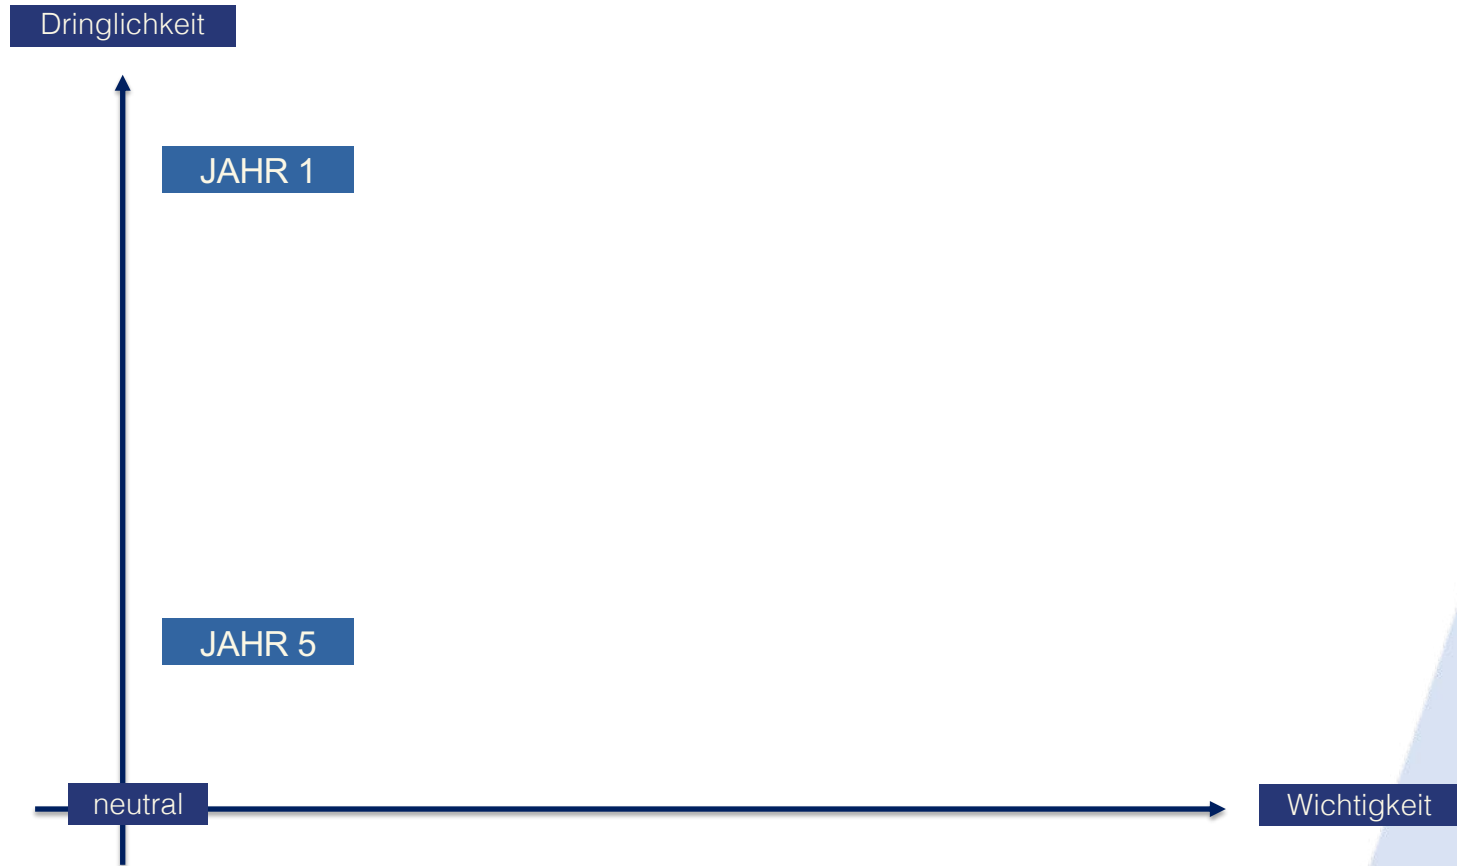 Dringlichkeit
JAHR 1
JAHR 5
neutral
Wichtigkeit